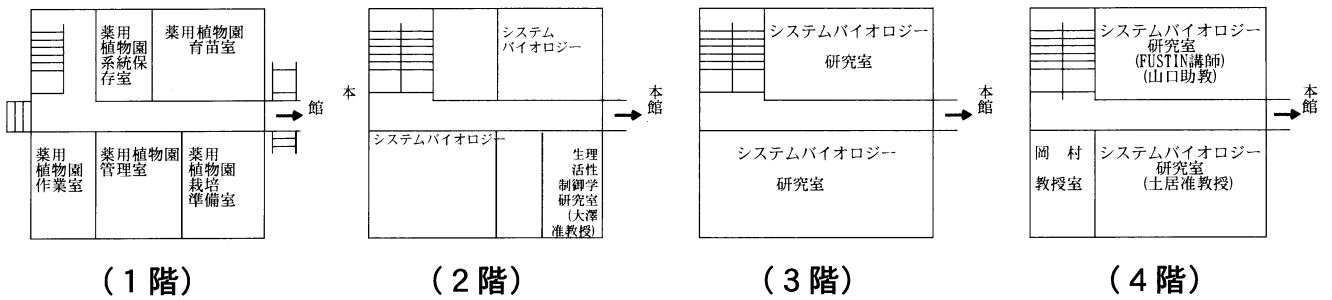 薬用
植物園
系統保
存室
薬用植物園
育苗室
本
館
薬用
植物園
作業室
薬用植物園
管理室
薬用
植物園
栽培
準備室
(1階)
システム
バイオロジー
本
館
システムバイオロジー
生理
活性
制御学
研究室
(大澤
准教授)
(2階)
システムバイオロジー
研究室
本
館
システムバイオロジー
研究室
(3階)
システムバイオロジー
研究室
(FUSTIN講師)
(山口助教)
本
館
岡村
教授室
システムバイオロジー
研究室
(土居准教授)
(4階)